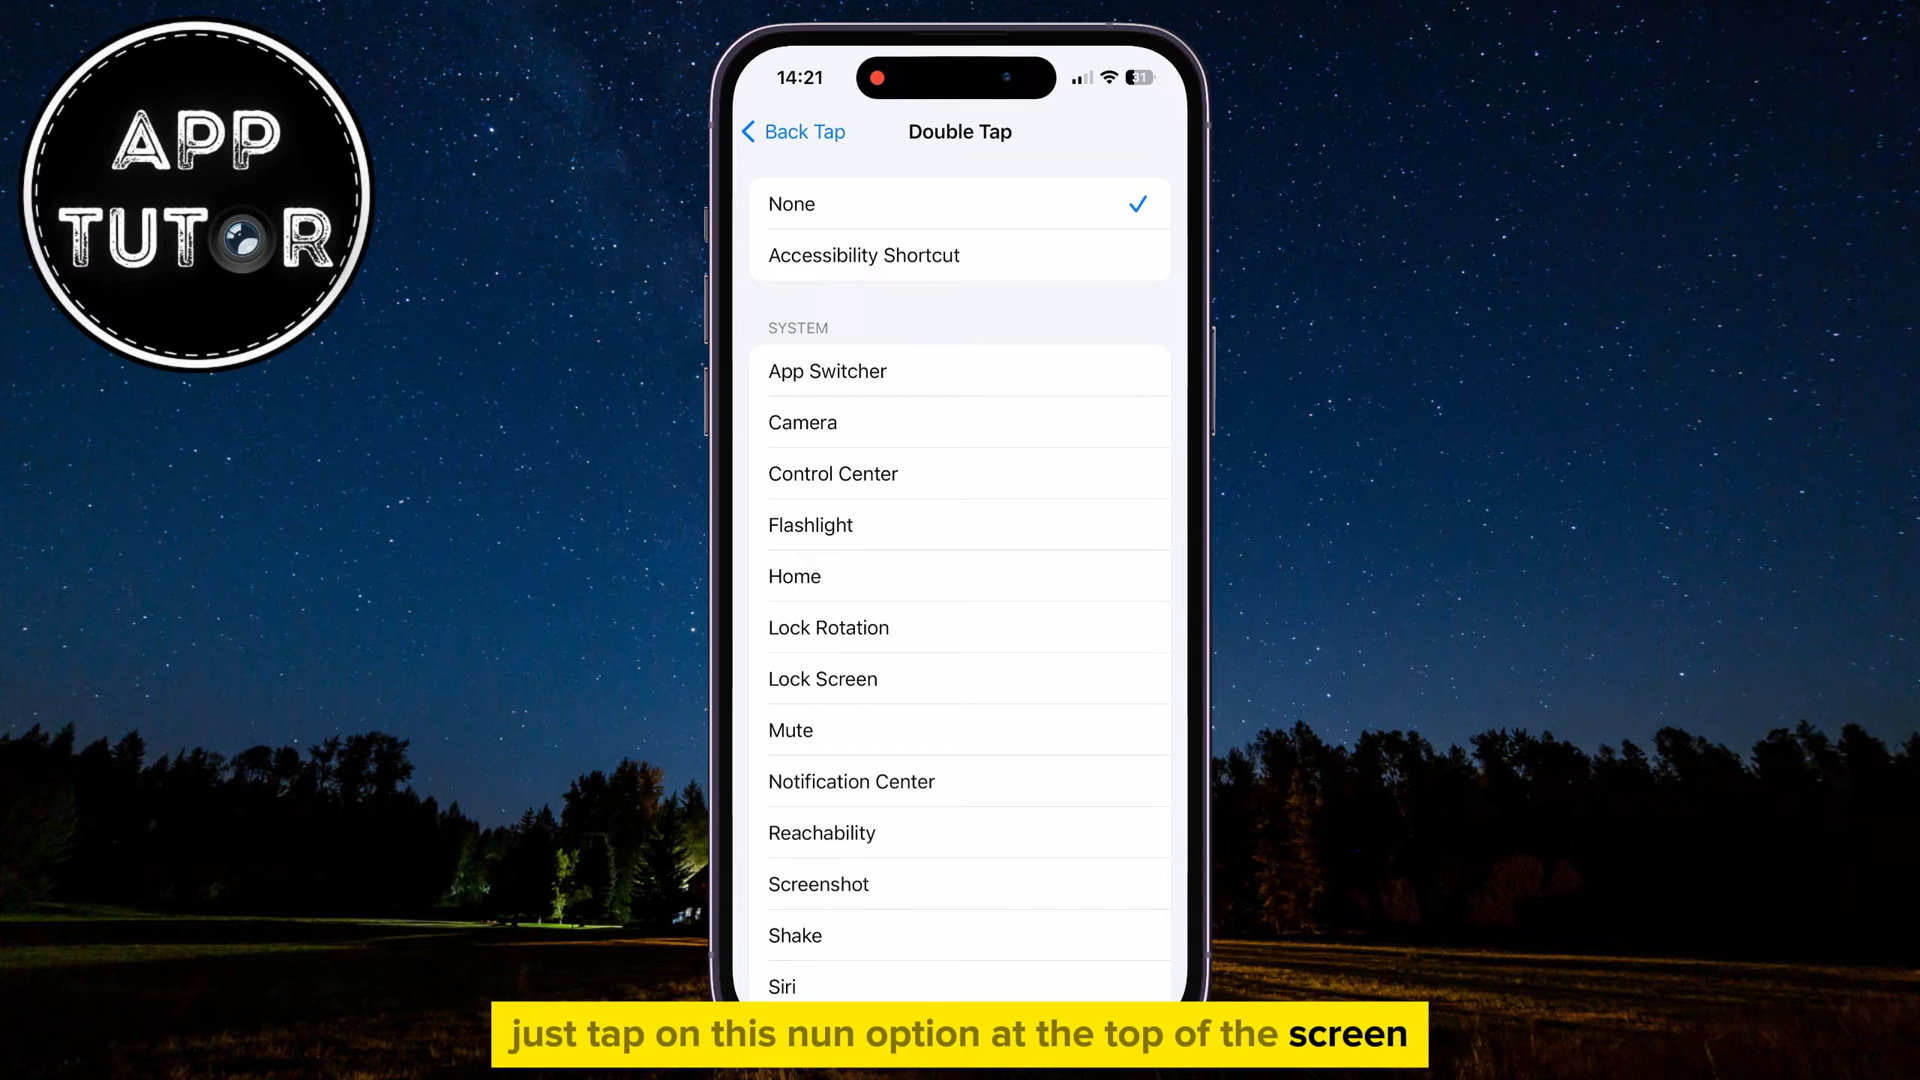 APP
TUTOR
14:21
31
Back Tap
Double Tap
None
Accessibility Shortcut
SYSTEM
App Switcher
Camera
Control Center
Flashlight
Home
Lock Rotation
Lock Screen
Mute
Notification Center
Reachability
Screenshot
Shake
Siri
just tap on this nun option at the top of the screen